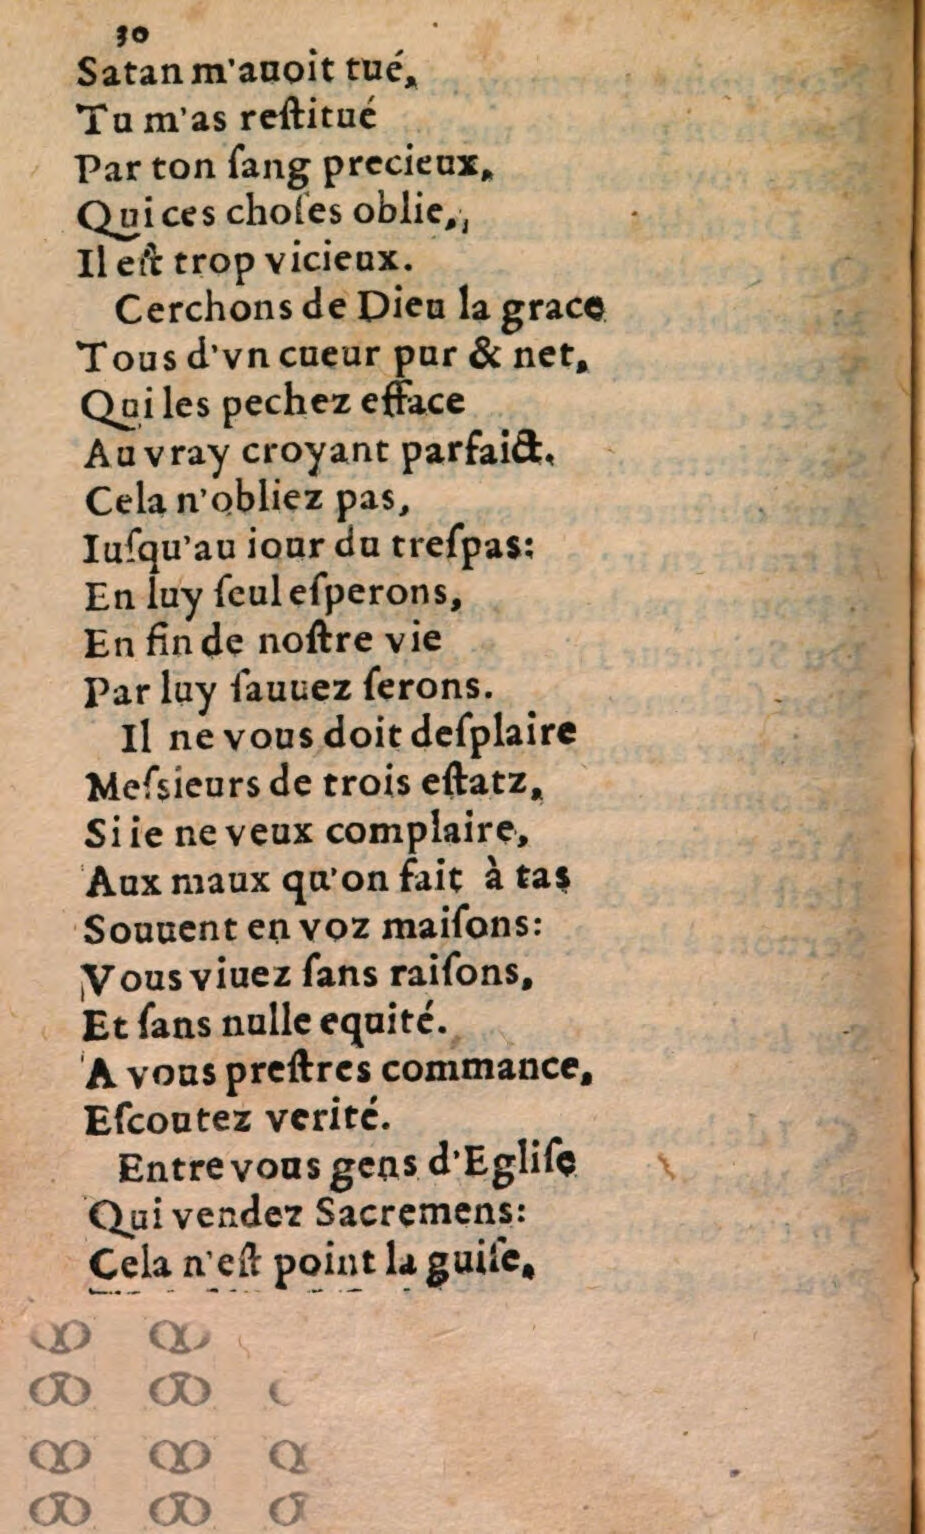 30
Satan m'auoit tué,
Tu m'as reſtitué
Par ton ſang precieux,
Qui ces choſes oblie,
Il eſt trop vicieux.
Cerchons de Dieu la grace
Tous d'vn cueur pur & net,
Qui les pechez efface
Au vray croyant parfaict.
Cela n'obliez pas,
Iuſqu'au iour du treſpas:
En luy ſeul eſperons,
En fin de noſtre vie
Par luy ſauuez ſerons.
Il ne vous doit deſplaire
Meſsieurs de trois eſtatz,
Si ie ne veux complaire,
Aux maux qu'on fait à tas
Souuent en voz maiſons:
Vous viuez ſans raiſons,
Et ſans nulle equité.
A vous preſtres commance,
Eſcoutez verité.
Entre vous gens d'Egliſe
Qui vendez Sacremens:
Cela n'eſt point la guiſe,